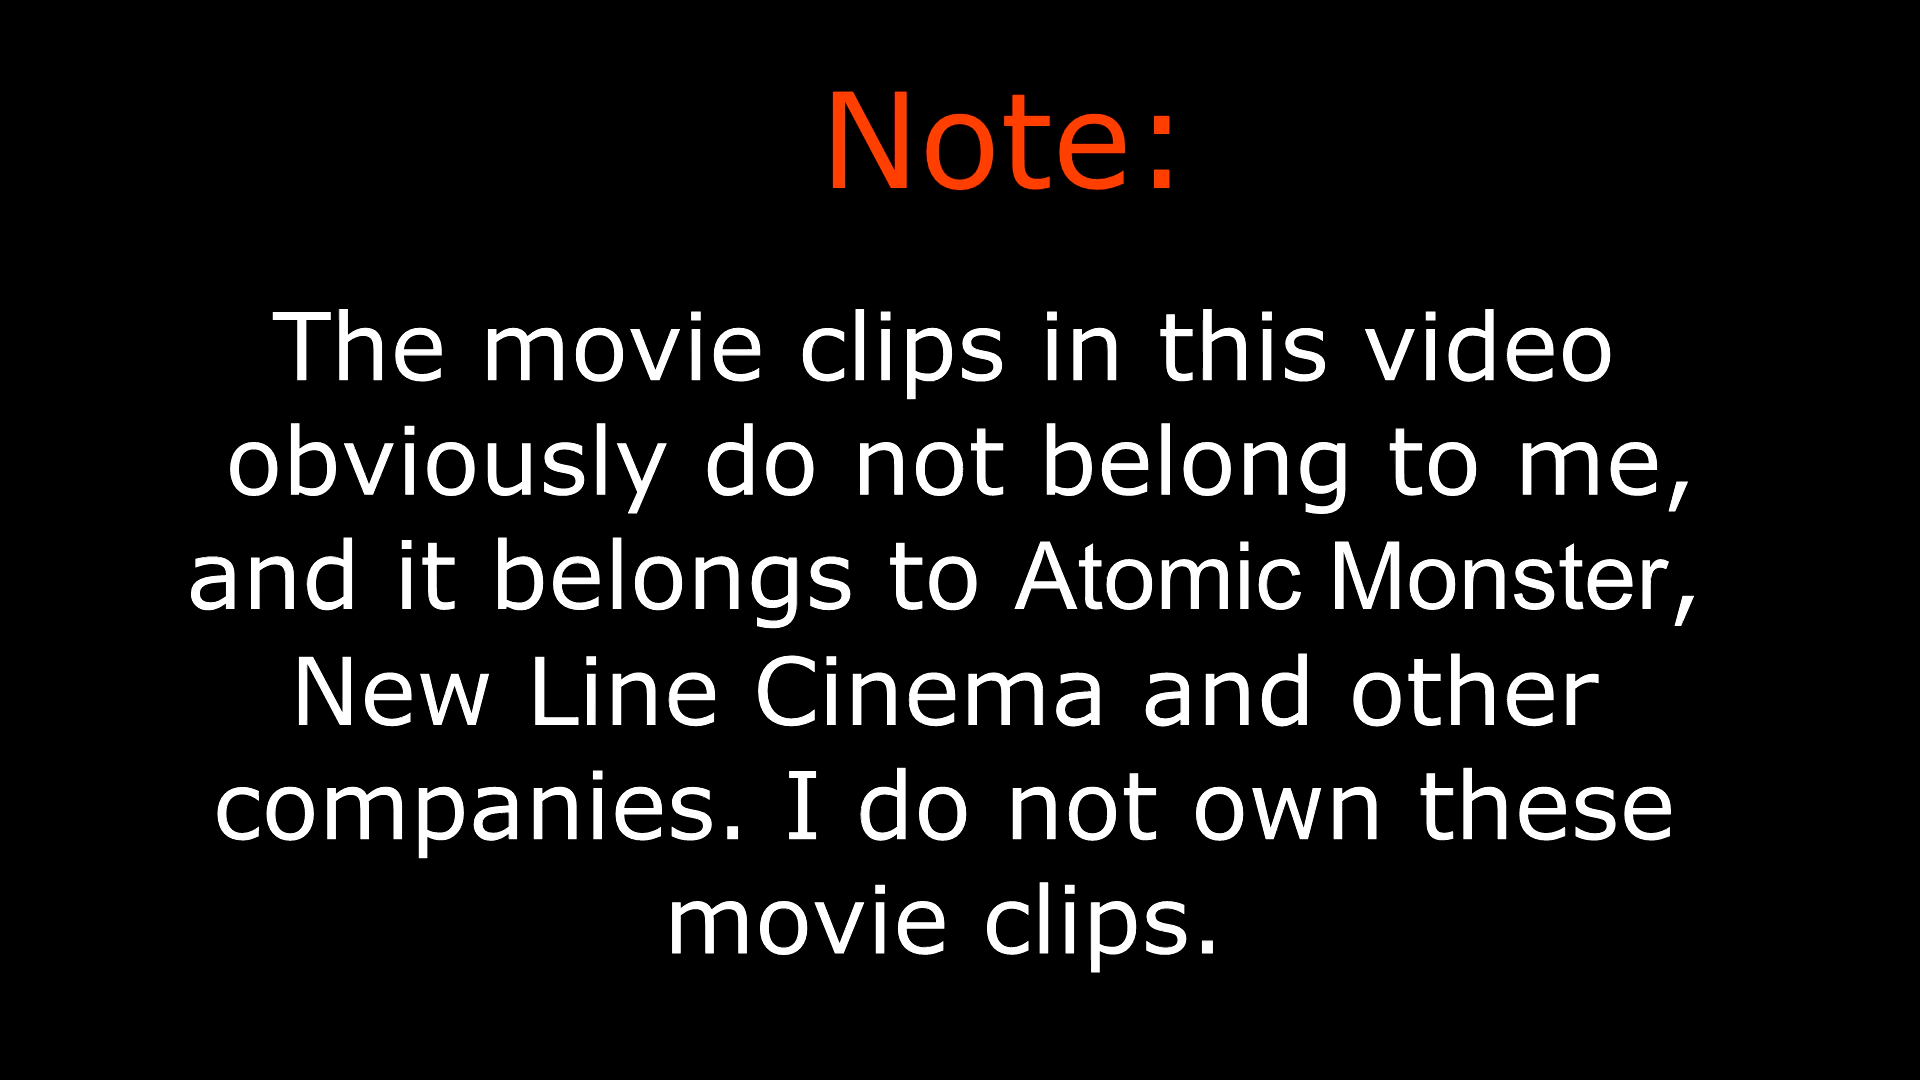 Note:
The movie clips in this video
obviously do not belong to me,
and it belongs to Atomic Monster,
New Line Cinema and other
companies. I do not own these
movie clips.